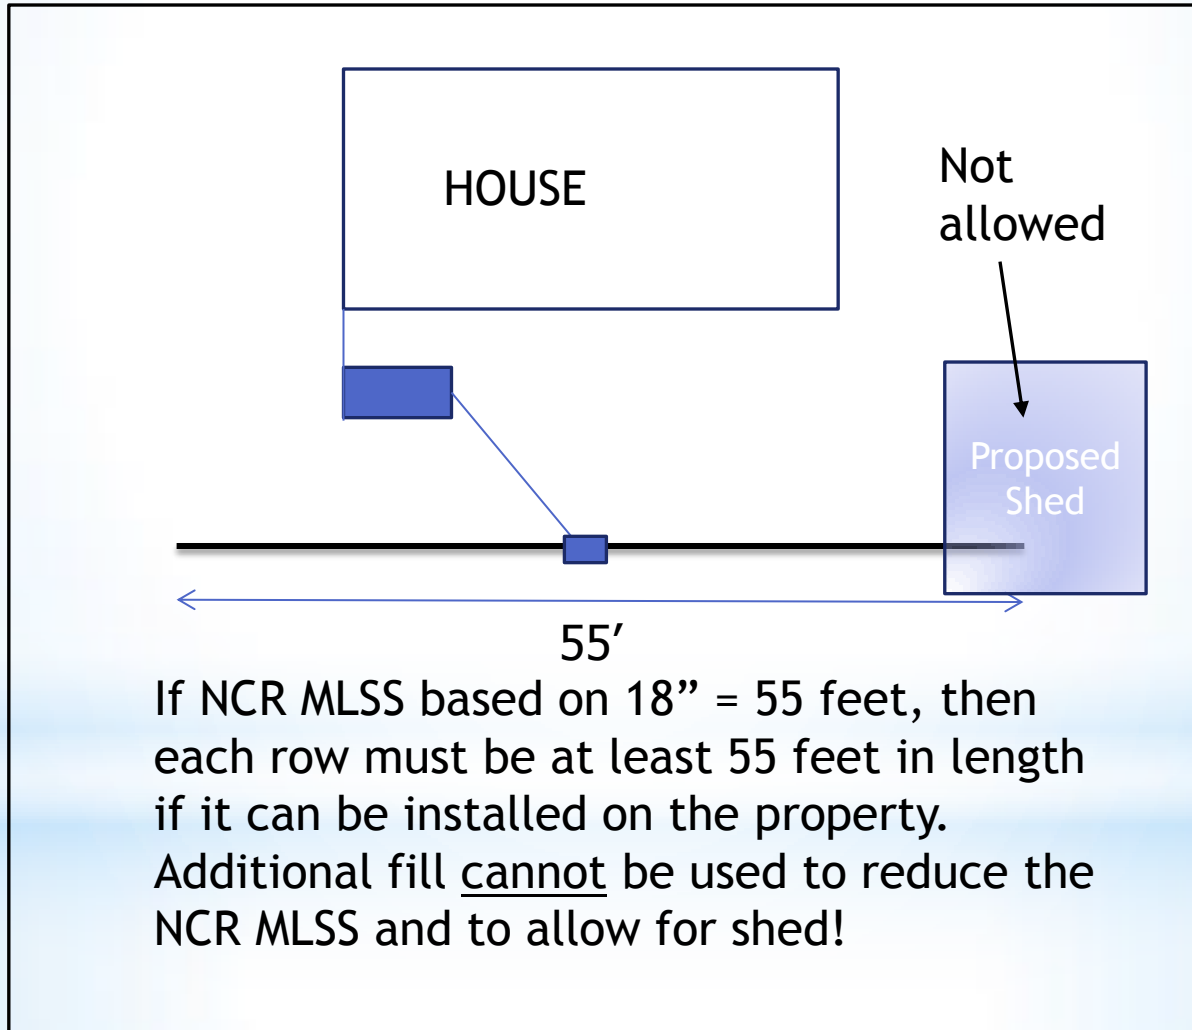 HOUSE
Not
allowed
Proposed
Shed
55’
If NCR MLSS based on 18” = 55 feet, then
each row must be at least 55 feet in length
if it can be installed on the property.
Additional fill cannot be used to reduce the
NCR MLSS and to allow for shed!